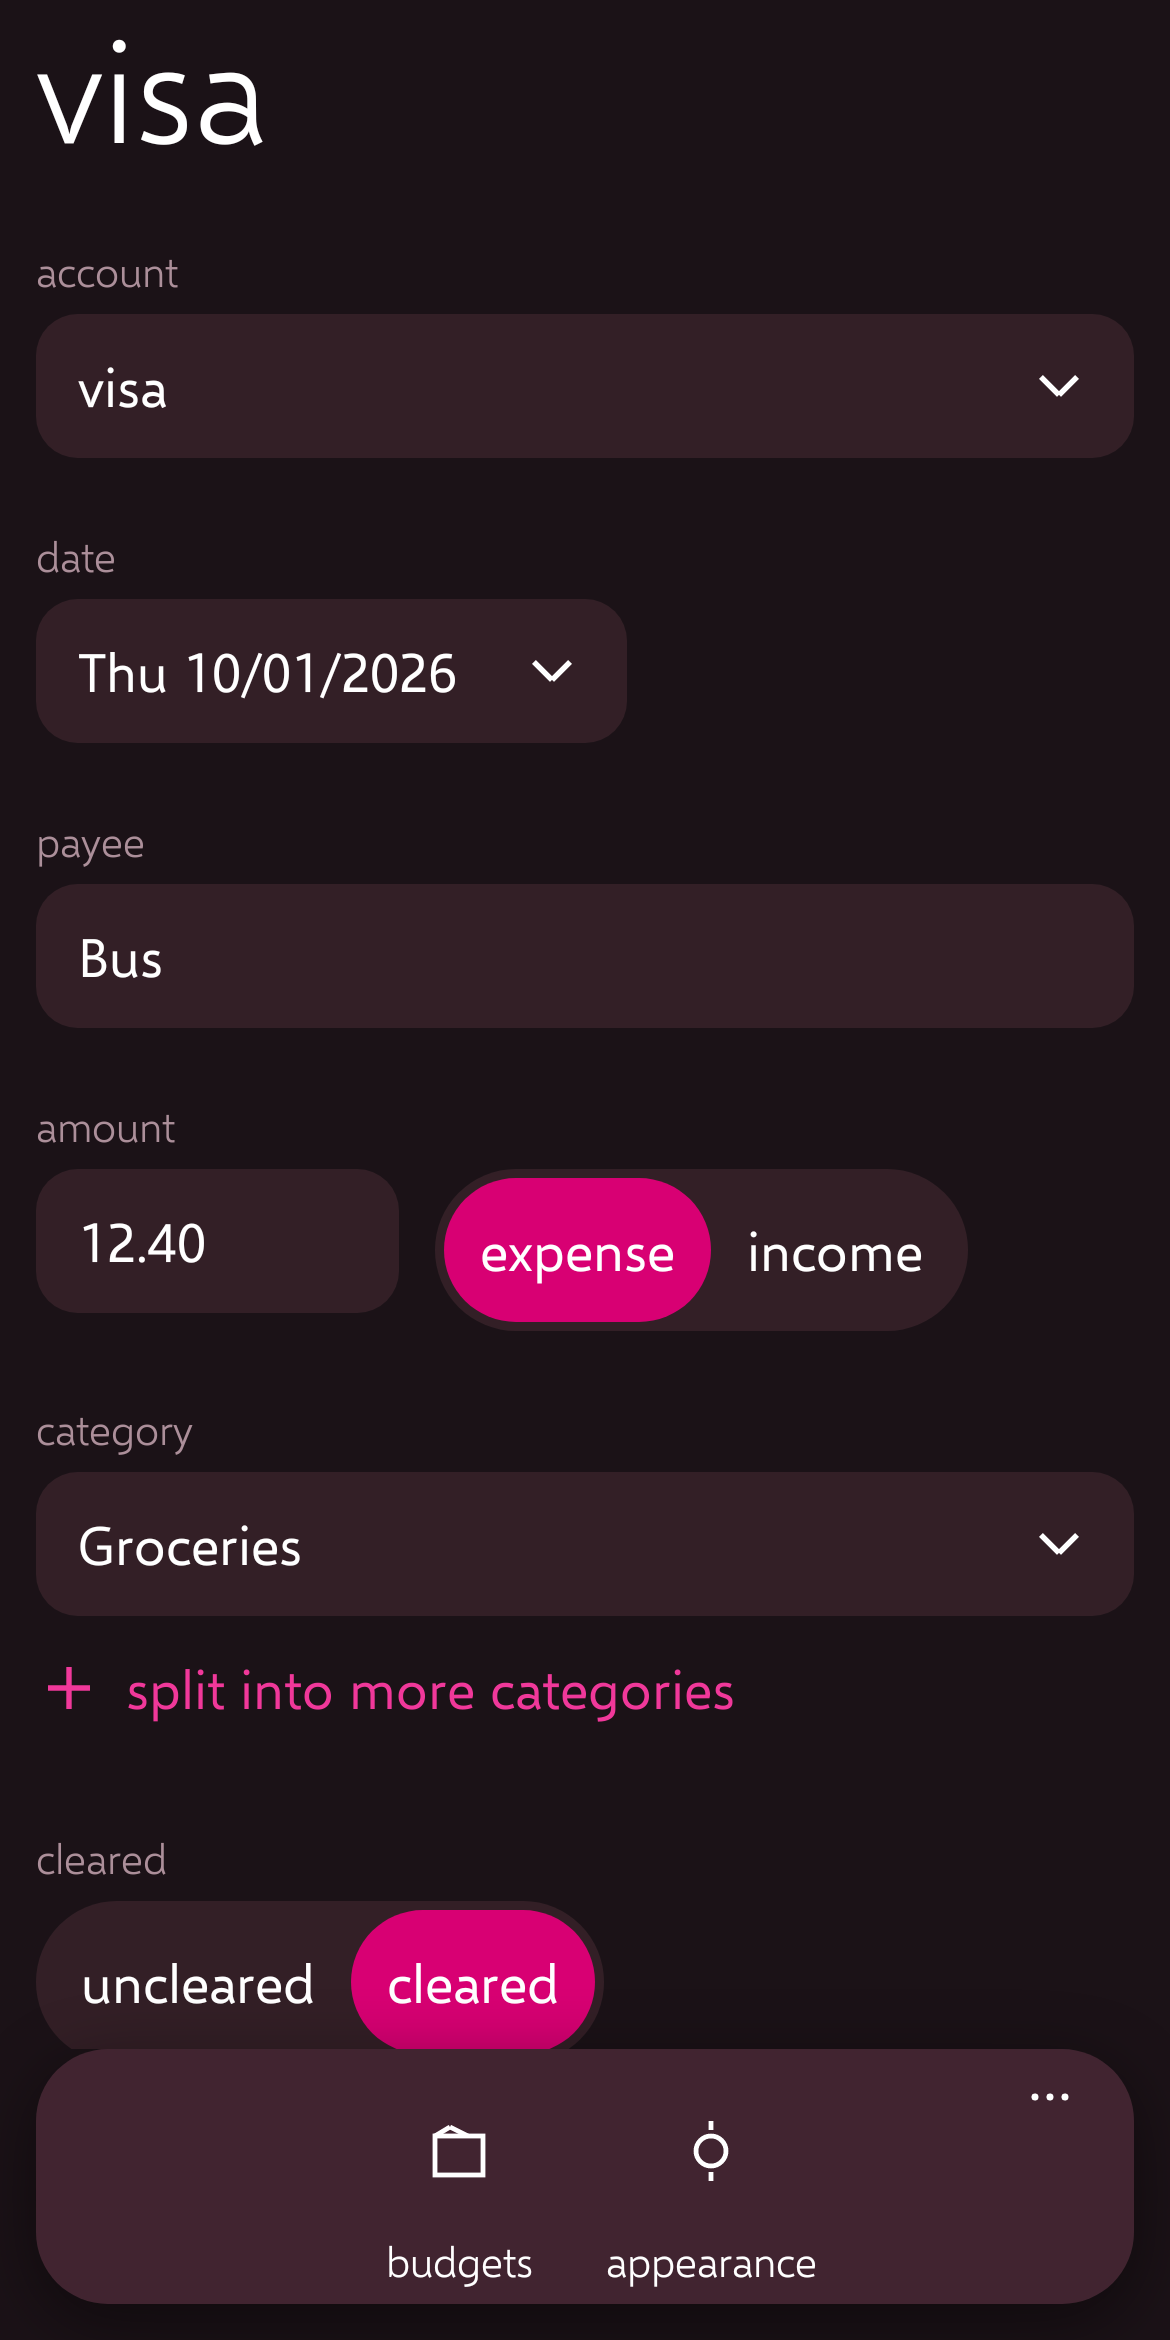 visa
account
visa
date
Thu 10/01/2026
payee
Bus
amount
12.40
expense income
category
Groceries
+ split into more categories
cleared
uncleared cleared
...
budgets appearance